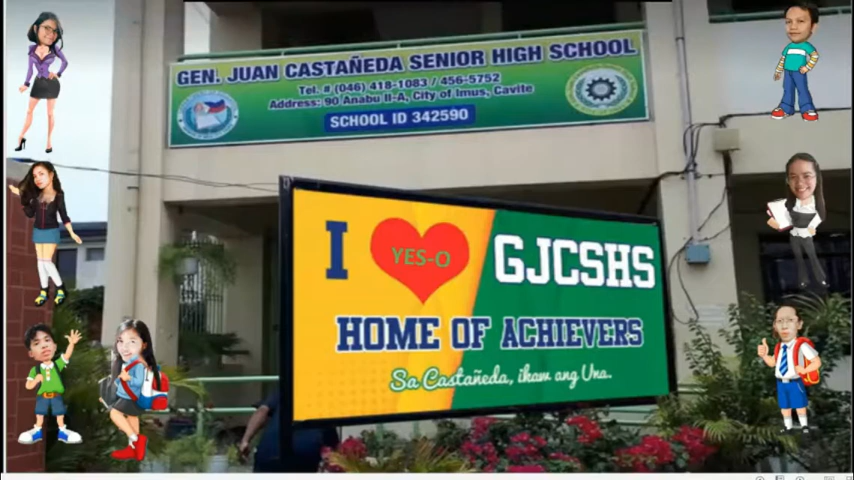 GEN. JUAN CASTAÑEDA SENIOR HIGH SCHOOL
Tel. # (046) 418-1083 / 456-5752
Address: 90 Anabu II-A, City of Imus, Cavite
SCHOOL ID 342590
I YES-O GJCSHS
HOME OF ACHIEVERS
Sa Castañeda, ikaw ang Una.